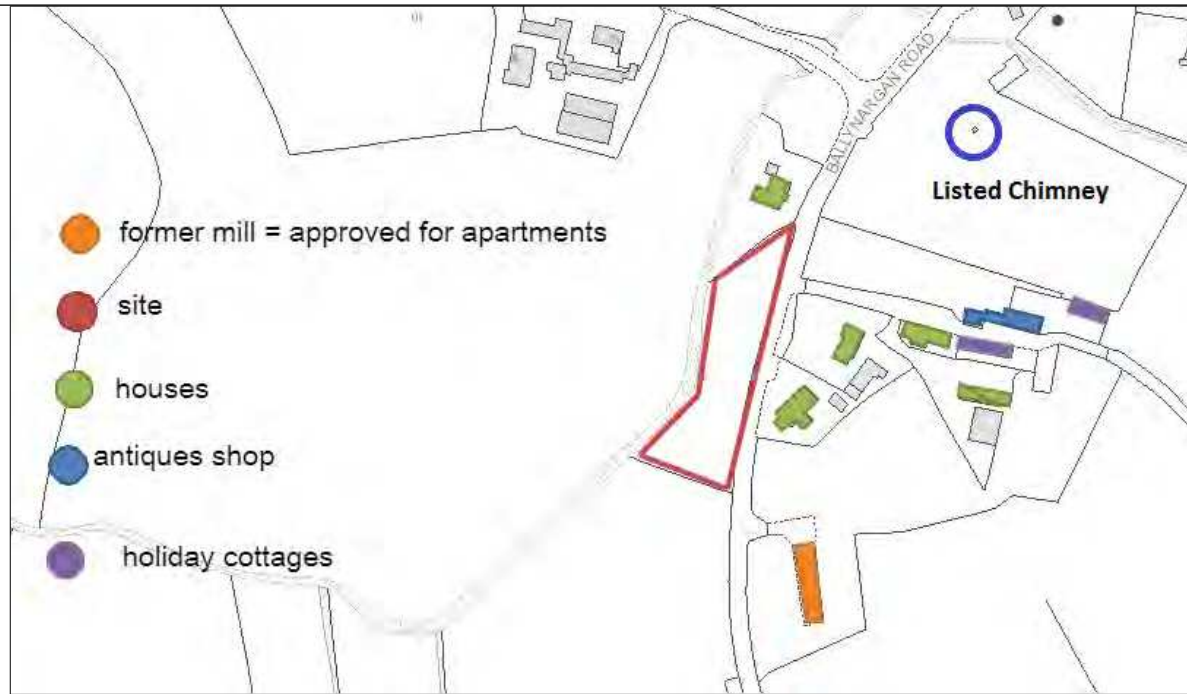 BALLYNARGAN ROAD
Listed Chimney
former mill = approved for apartments
site
houses
antiques shop
holiday cottages